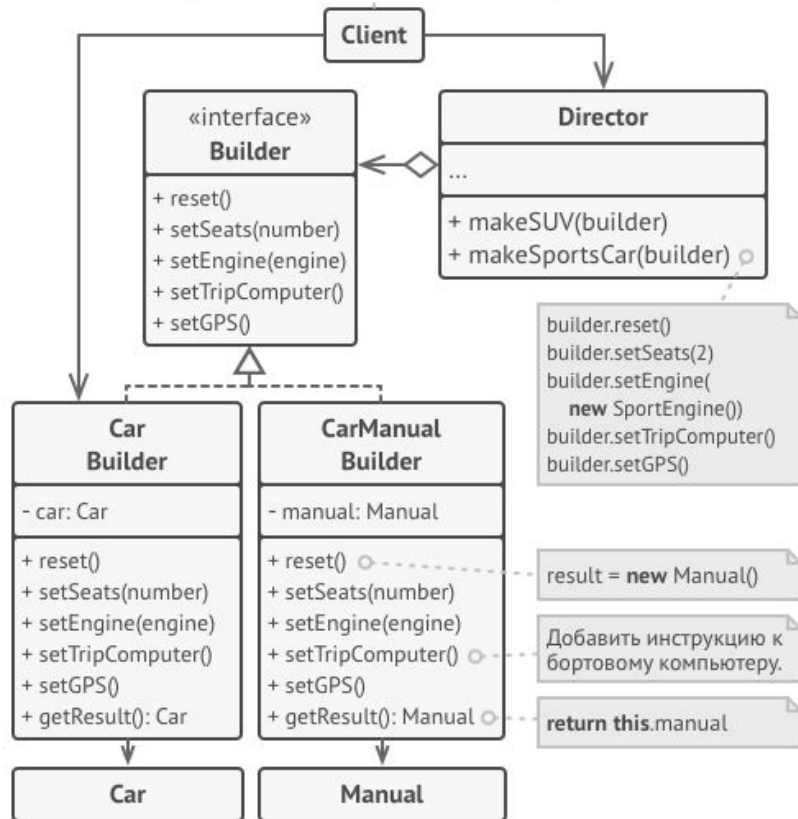 Client
«interface»
Builder
+ reset()
+ setSeats(number)
+ setEngine(engine)
+ setTripComputer()
+ setGPS()
Director
...
+ makeSUV(builder)
+ makeSportsCar(builder)
builder.reset()
builder.setSeats(2)
builder.setEngine(
new SportEngine())
builder.setTripComputer()
builder.setGPS()
Car
Builder
- car: Car
+ reset()
+ setSeats(number)
+ setEngine(engine)
+ setTripComputer()
+ setGPS()
+ getResult(): Car
CarManual
Builder
- manual: Manual
+ reset()
+ setSeats(number)
+ setEngine(engine)
+ setTripComputer()
+ setGPS()
+ getResult(): Manual
result = new Manual()
Добавить инструкцию к
бортовому компьютеру.
return this.manual
Car
Manual